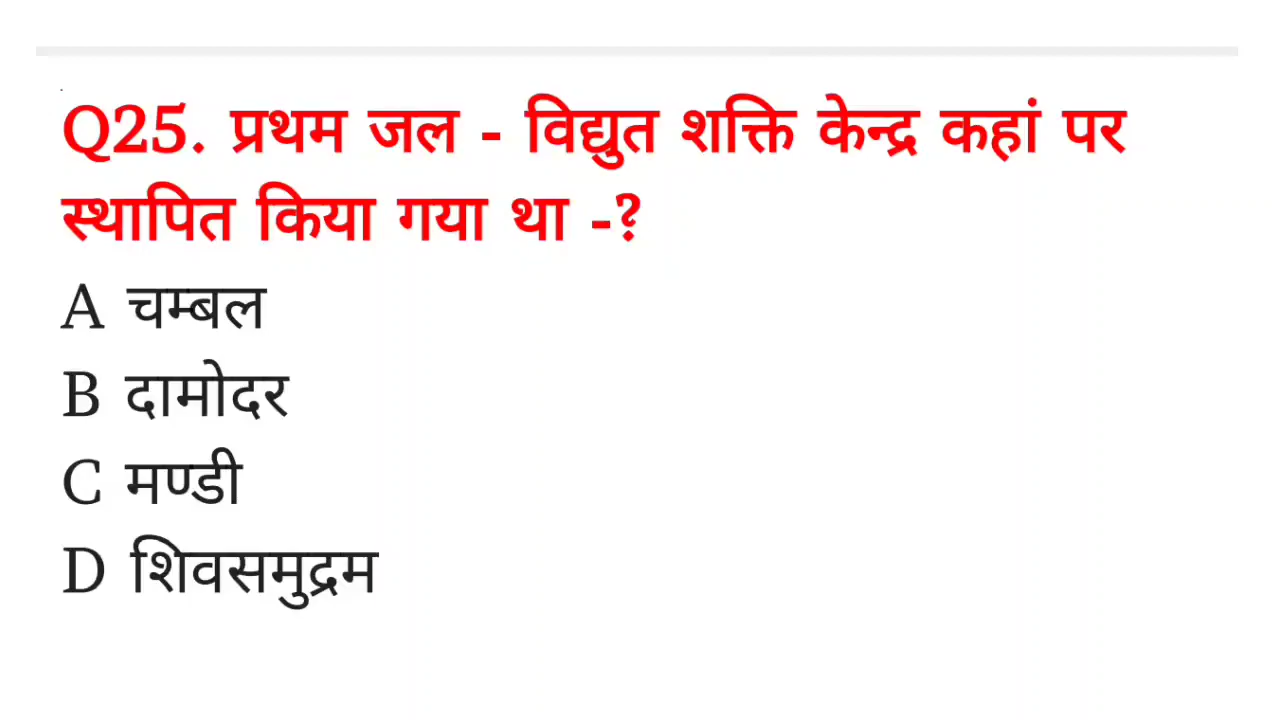 Q25. प्रथम जल - विद्युत शक्ति केन्द्र कहां पर
स्थापित किया गया था -?
A चम्बल
B दामोदर
C मण्डी
D शिवसमुद्रम